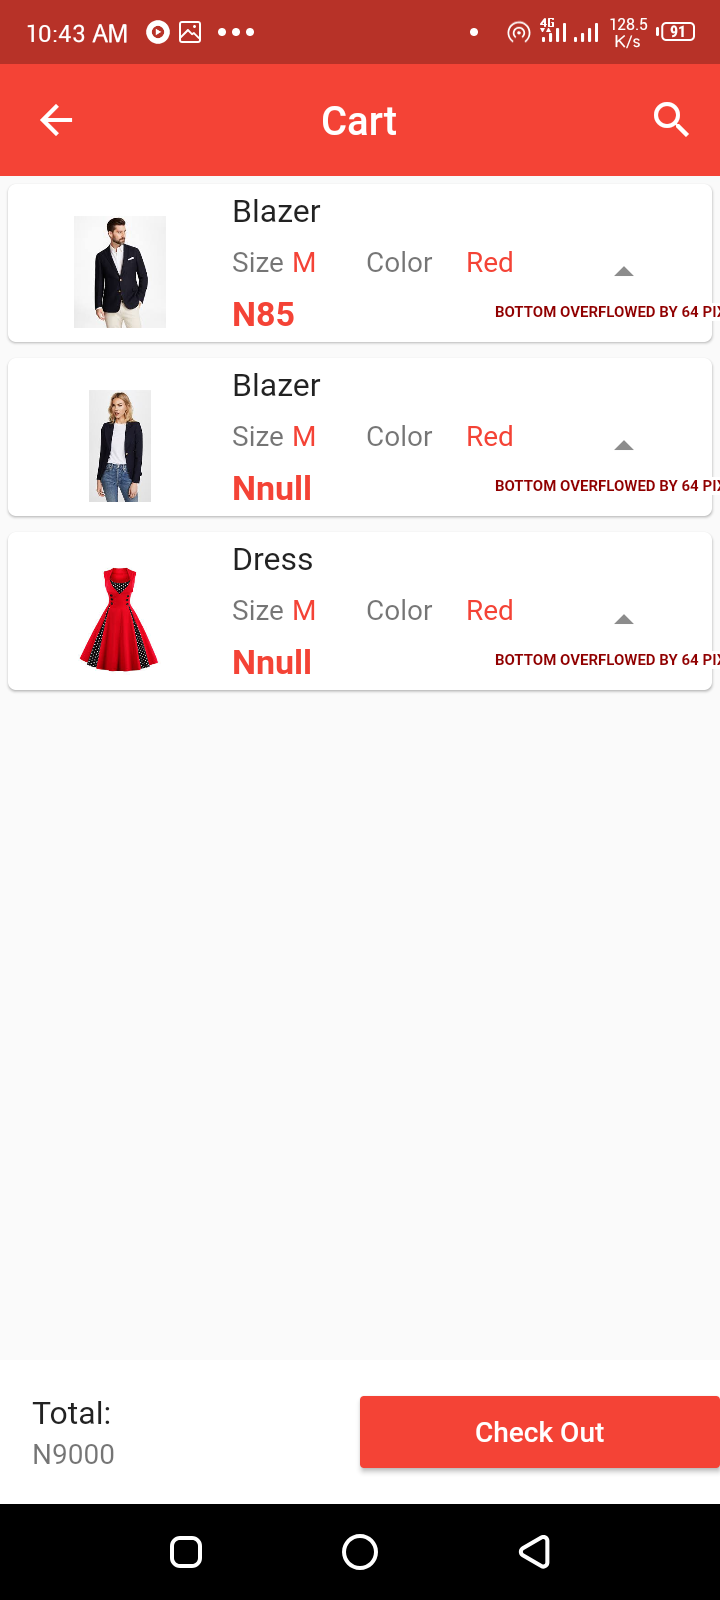 10:43 AM 4G 128.5 K/s 91
Cart
Blazer
Size M Color Red
N85
BOTTOM OVERFLOWED BY 64 PIX
Blazer
Size M Color Red
Nnull
BOTTOM OVERFLOWED BY 64 PIX
Dress
Size M Color Red
Nnull
BOTTOM OVERFLOWED BY 64 PIX
Total:
N9000
Check Out